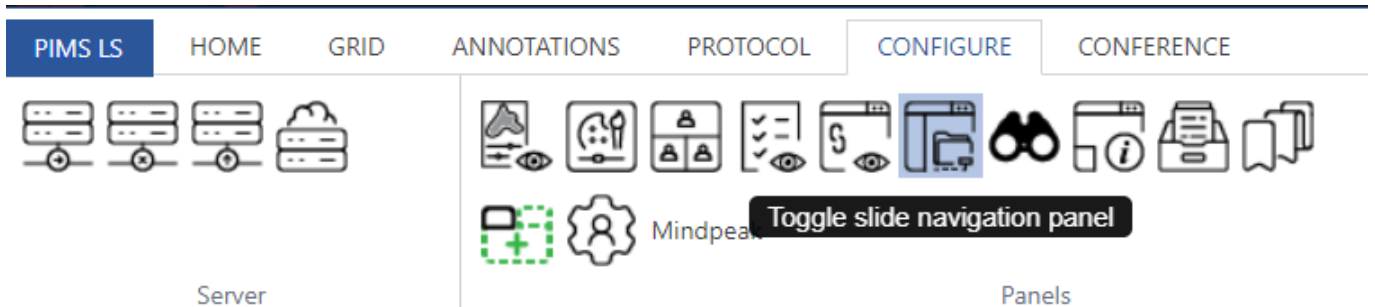 PIMS LS HOME GRID ANNOTATIONS PROTOCOL CONFIGURE CONFERENCE
Mindpeak Toggle slide navigation panel
Server Panels